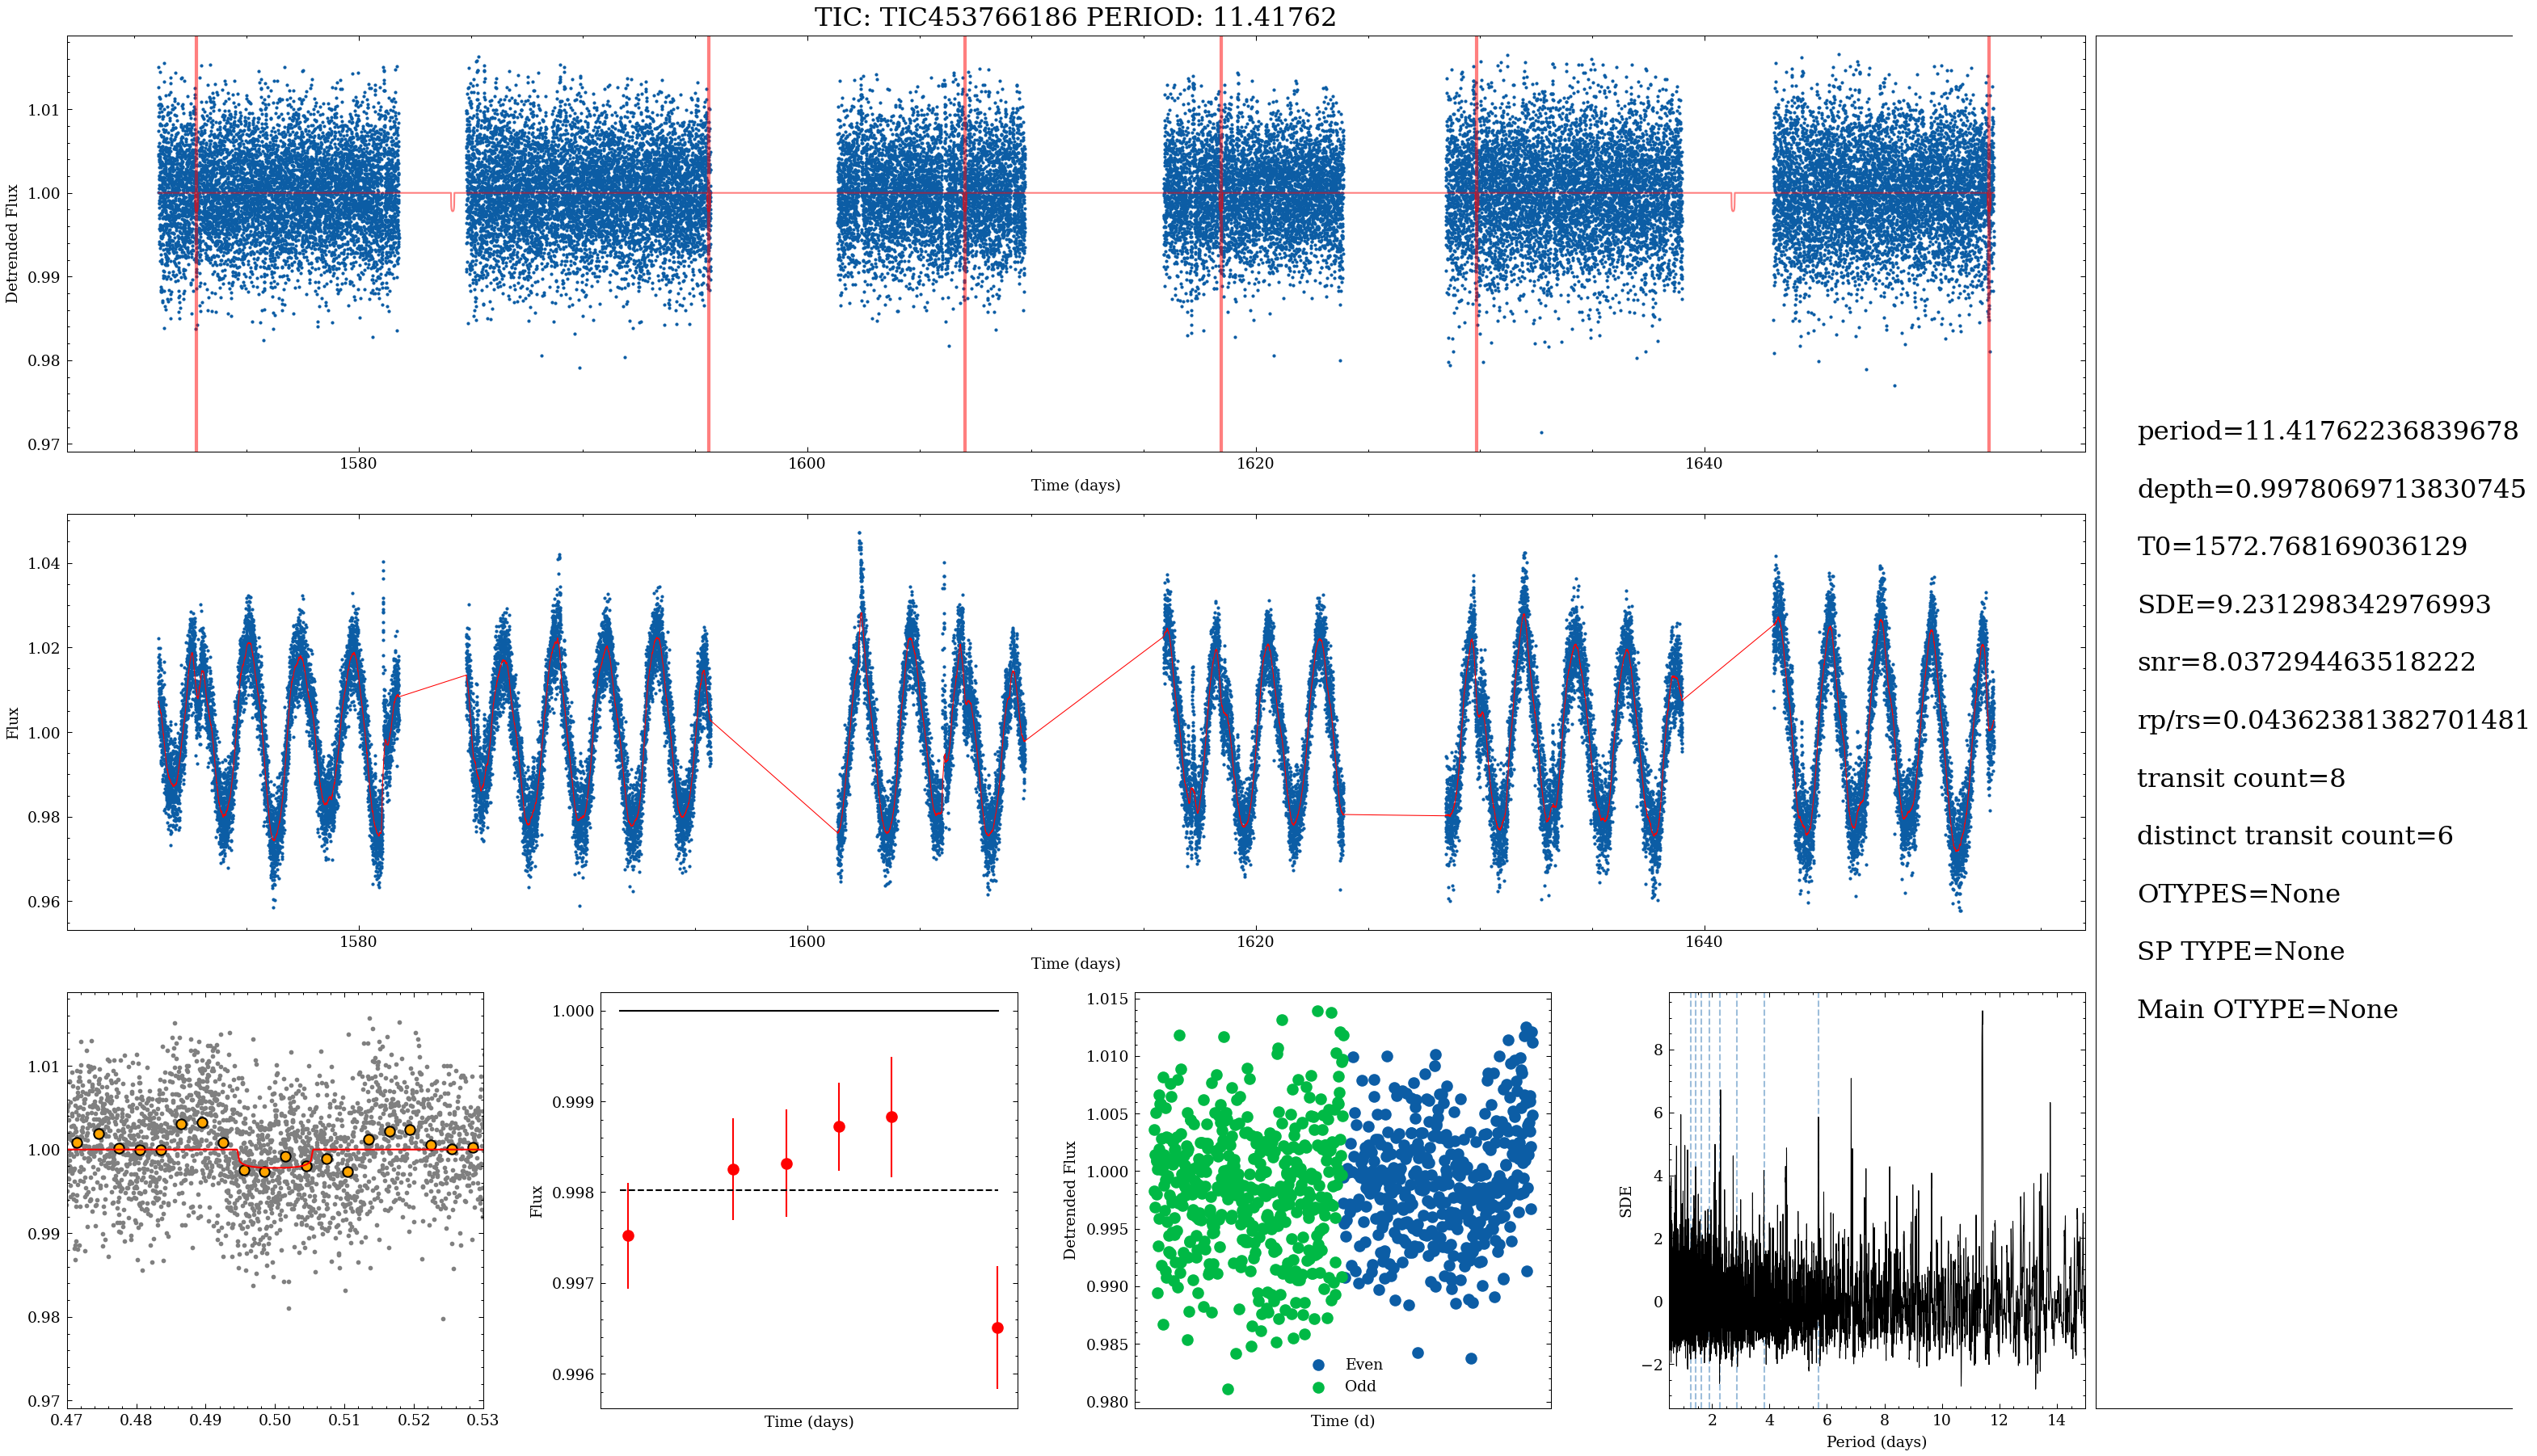 TIC: TIC453766186 PERIOD: 11.41762
Detrended Flux
1.01
1.00
0.99
0.98
0.97
1580
1600
1620
1640
Time (days)
Flux
1.04
1.02
1.00
0.98
0.96
1580
1600
1620
1640
Time (days)
period=11.41762236839678
depth=0.9978069713830745
T0=1572.768169036129
SDE=9.231298342976993
snr=8.037294463518222
rp/rs=0.04362381382701481
transit count=8
distinct transit count=6
OTYPES=None
SP TYPE=None
Main OTYPE=None
1.01
1.00
0.99
0.98
0.97
0.47
0.48
0.49
0.50
0.51
0.52
0.53
Flux
1.000
0.999
0.998
0.997
0.996
Time (days)
Detrended Flux
1.015
1.010
1.005
1.000
0.995
0.990
0.985
0.980
Even
Odd
Time (d)
SDE
8
6
4
2
0
−2
2
4
6
8
10
12
14
Period (days)